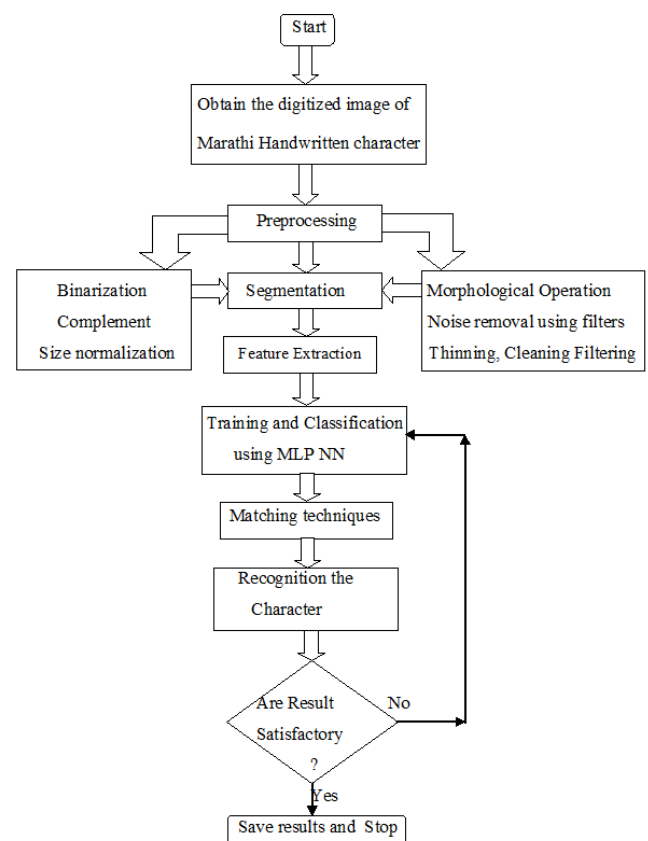 Start
Obtain the digitized image of
Marathi Handwritten character
Preprocessing
Binarization
Complement
Size normalization
Segmentation
Morphological Operation
Noise removal using filters
Thinning, Cleaning Filtering
Feature Extraction
Training and Classification
using MLP NN
Matching techniques
Recognition the
Character
Are Result
Satisfactory
?
No
Yes
Save results and Stop